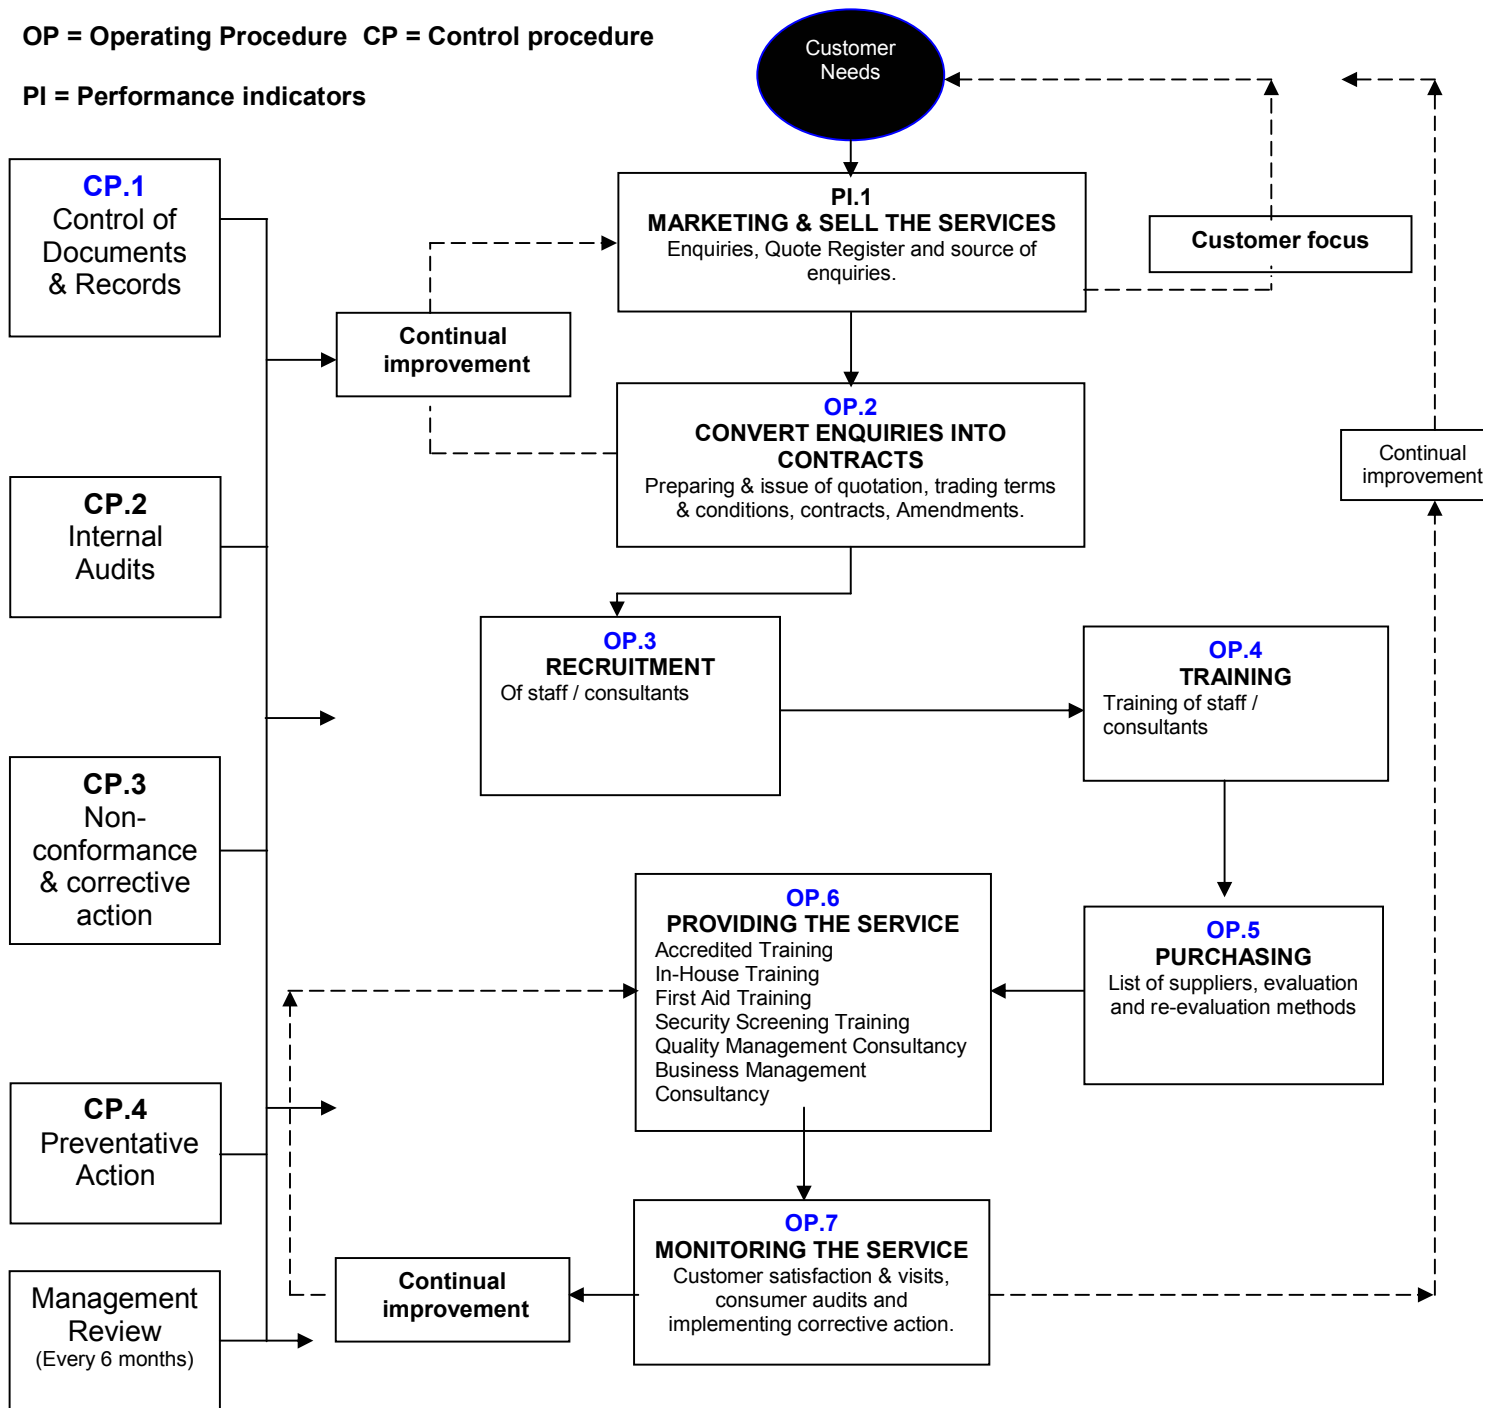 OP = Operating Procedure  CP = Control procedure
PI = Performance indicators
Customer
Needs
CP.1
Control of
Documents
& Records
PI.1
MARKETING & SELL THE SERVICES
Enquiries, Quote Register and source of
enquiries.
Customer focus
Continual
improvement
OP.2
CONVERT ENQUIRIES INTO
CONTRACTS
Preparing & issue of quotation, trading terms
& conditions, contracts, Amendments.
Continual
improvement
CP.2
Internal
Audits
OP.3
RECRUITMENT
Of staff / consultants
OP.4
TRAINING
Training of staff /
consultants
CP.3
Non-
conformance
& corrective
action
OP.6
PROVIDING THE SERVICE
Accredited Training
In-House Training
First Aid Training
Security Screening Training
Quality Management Consultancy
Business Management
Consultancy
OP.5
PURCHASING
List of suppliers, evaluation
and re-evaluation methods
CP.4
Preventative
Action
OP.7
MONITORING THE SERVICE
Customer satisfaction & visits,
consumer audits and
implementing corrective action.
Continual
improvement
Management
Review
(Every 6 months)